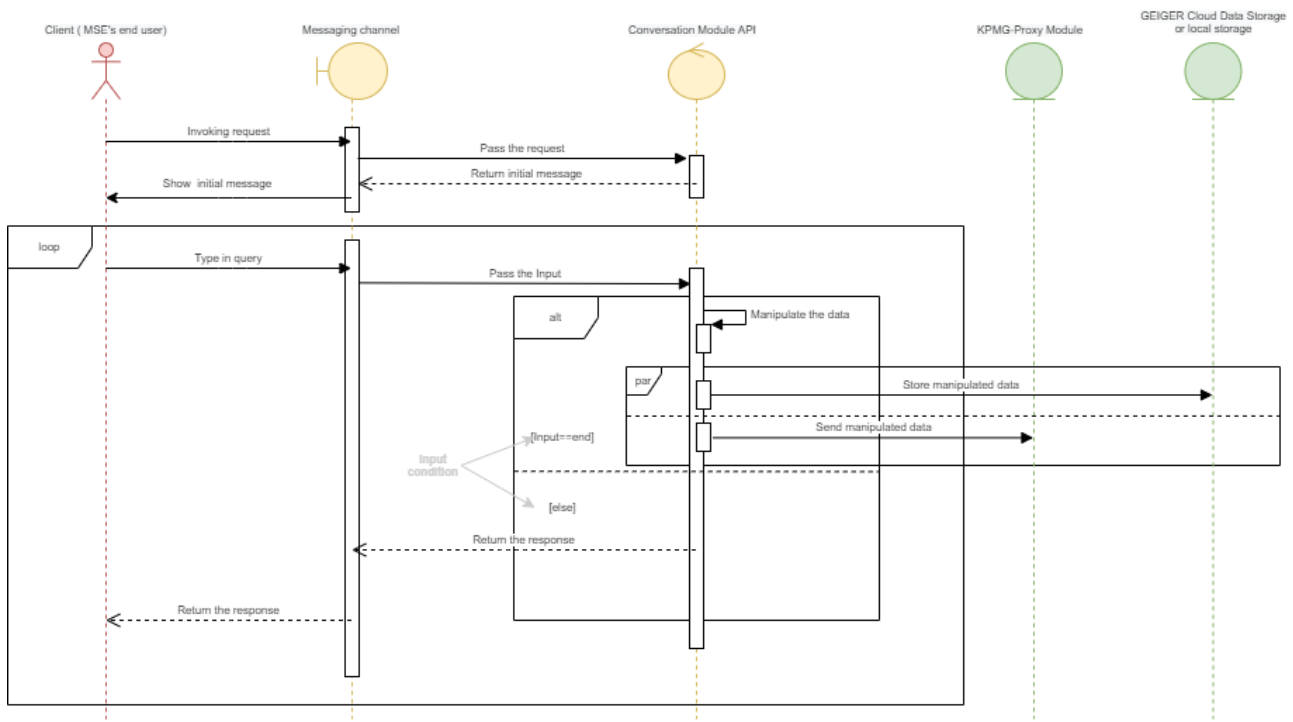 GEIGER Cloud Data Storage
or local storage
Client ( MSE's end user)
Messaging channel
Conversation Module API
KPMG-Proxy Module
Invoking request
Pass the request
Return initial message
Show initial message
loop
Type in query
Pass the Input
alt
Manipulate the data
par
Store manipulated data
Send manipulated data
[Input==end]
Input
condition
[else]
Return the response
Return the response